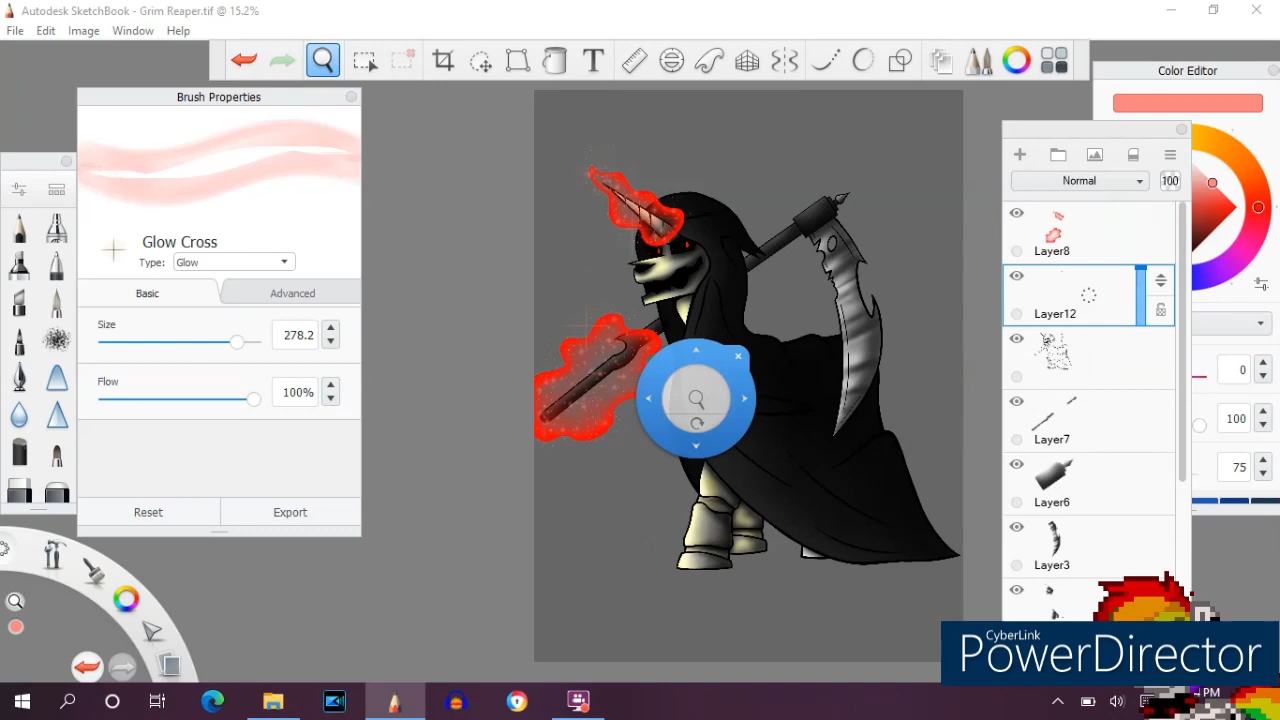 Autodesk SketchBook - Grim Reaper.tif @ 15.2%
File Edit Image Window Help
Brush Properties
Glow Cross
Type: Glow
Basic Advanced
Size 278.2
Flow 100%
Reset Export
Color Editor
Normal 100
Layer8
Layer12
Layer7
Layer6
Layer3
0
100
75
CyberLink
PowerDirector
PM